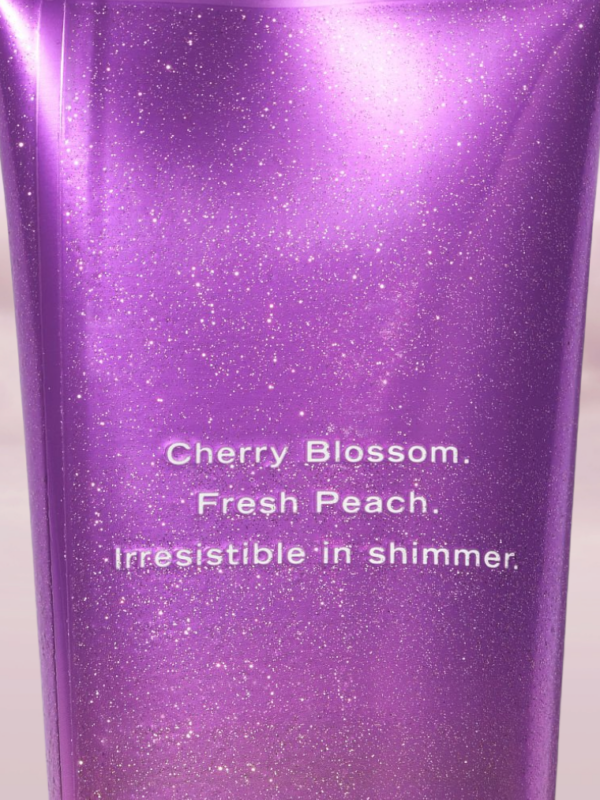 Cherry Blossom.
Fresh Peach.
Irresistible in shimmer.